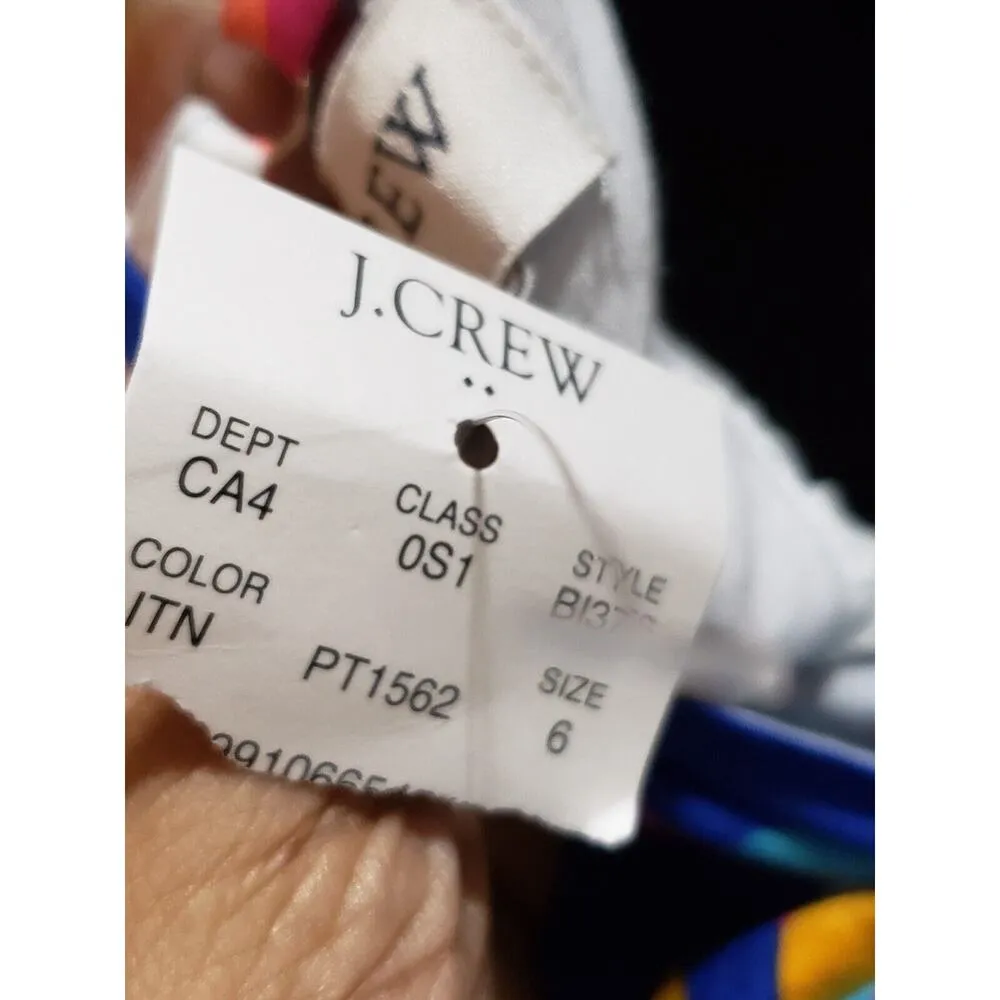 J.CREW
DEPT CLASS STYLE
CA4 0S1
COLOR SIZE
ITN PT1562 6